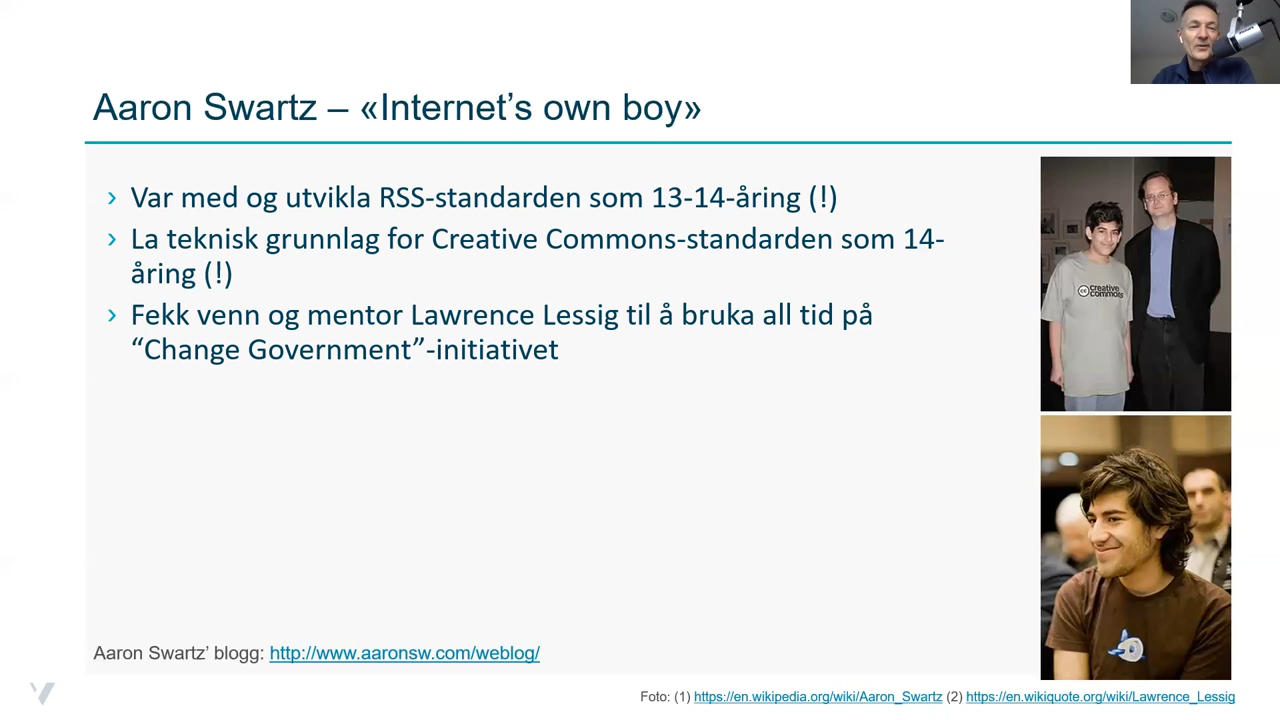 Aaron Swartz – «Internet’s own boy»
› Var med og utvikla RSS-standarden som 13-14-åring (!)
› La teknisk grunnlag for Creative Commons-standarden som 14-
åring (!)
› Fekk venn og mentor Lawrence Lessig til å bruka all tid på
“Change Government”-initiativet
creative
commons
cc
Aaron Swartz’ blogg: http://www.aaronsw.com/weblog/
Foto: (1) https://en.wikipedia.org/wiki/Aaron_Swartz (2) https://en.wikiquote.org/wiki/Lawrence_Lessig